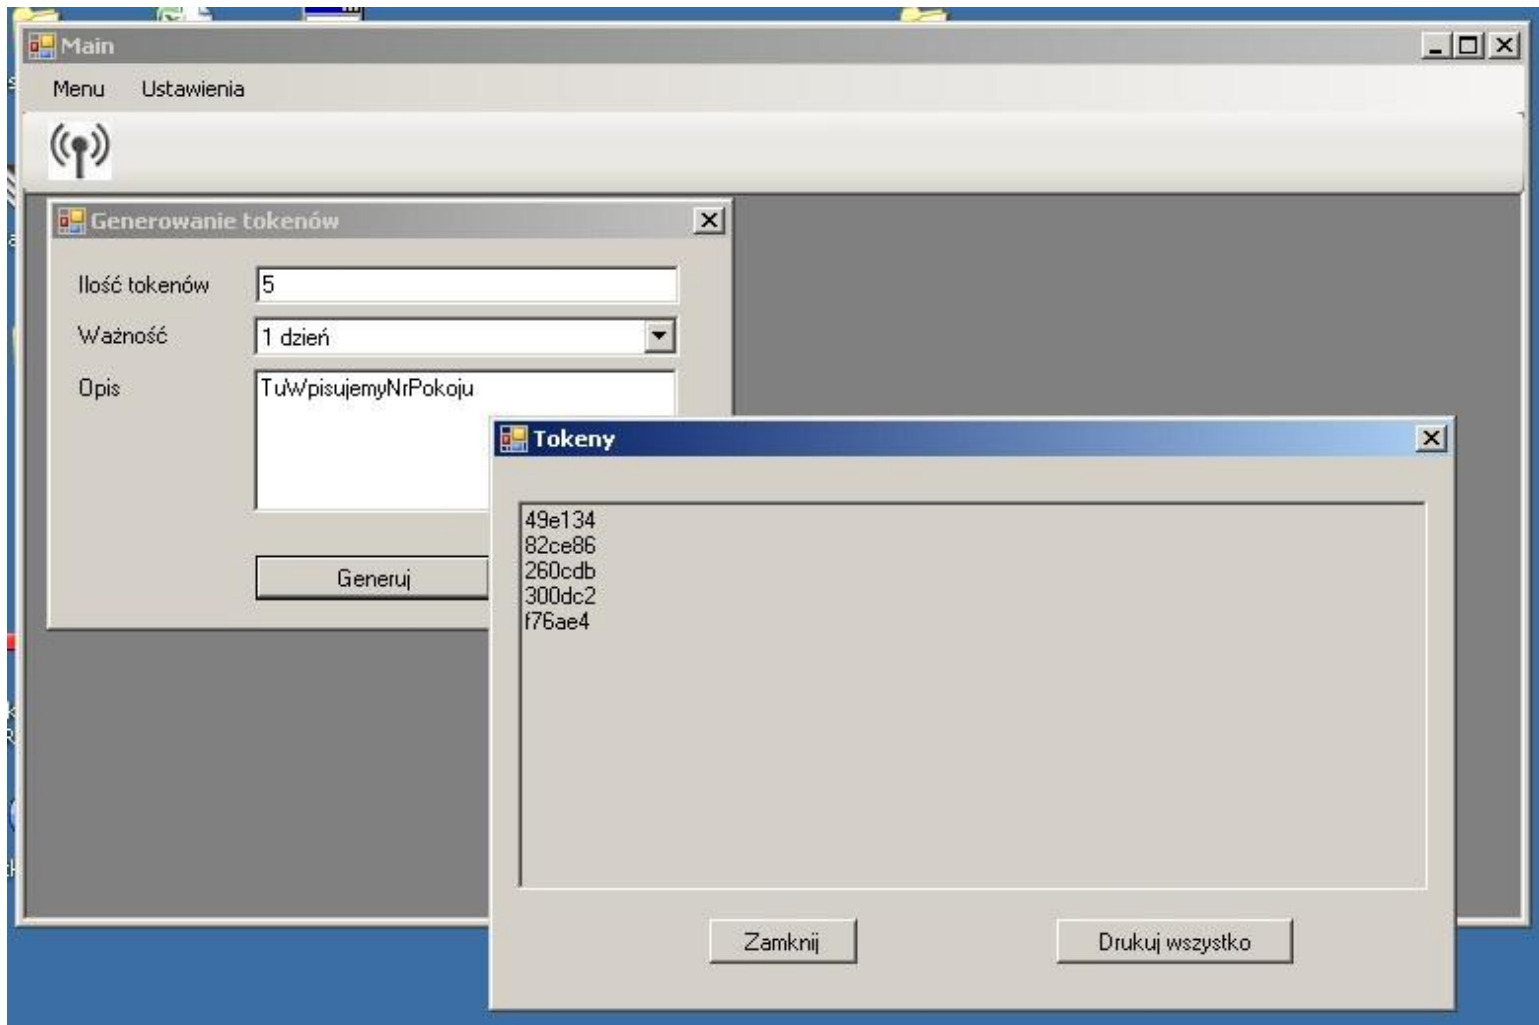 Main
Menu Ustawienia
Generowanie tokenów
Ilość tokenów 5
Ważność 1 dzień
Opis TuWpisujemyNrPokoju
Generuj
Tokeny
49e134
82ce86
260cdb
300dc2
f76ae4
Zamknij Drukuj wszystko